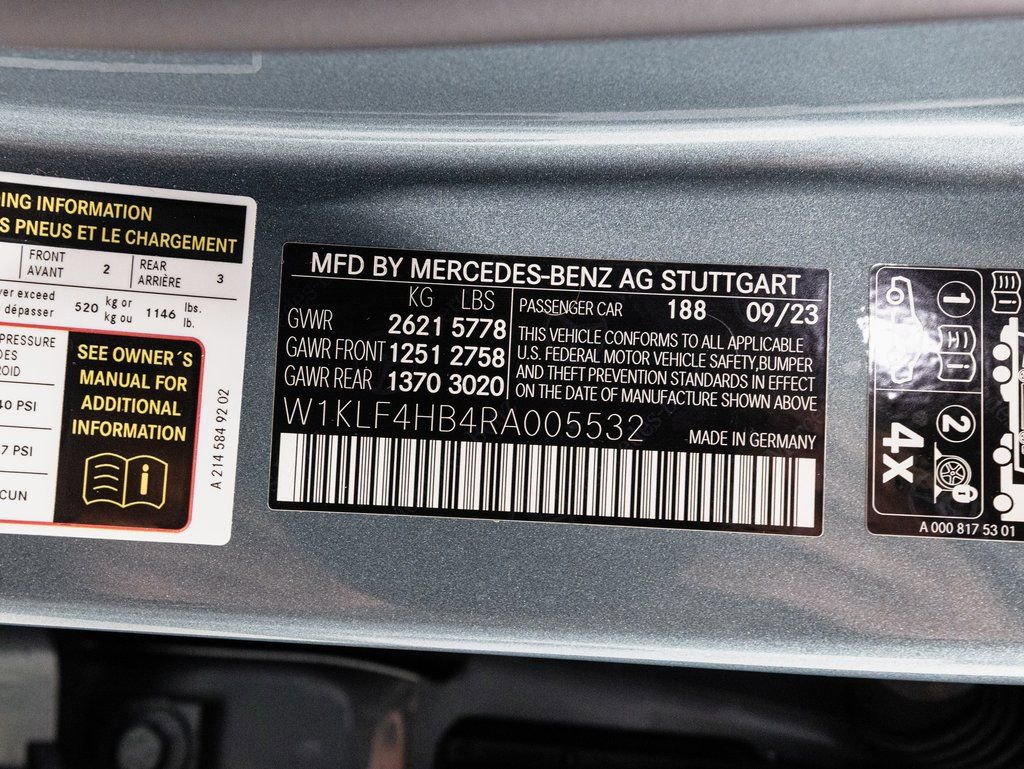 ING INFORMATION
S PNEUS ET LE CHARGEMENT
FRONT
AVANT
2
REAR
ARRIÈRE
3
ver exceed
dépasser
520
kg or
kg ou
1146
lbs.
lb.
PRESSURE
DES
ROID
40 PSI
7 PSI
CUN
SEE OWNER´S
MANUAL FOR
ADDITIONAL
INFORMATION
A 214 584 92 02
MFD BY MERCEDES-BENZ AG STUTTGART
KG LBS
GVWR 2621 5778
GAWR FRONT 1251 2758
GAWR REAR 1370 3020
PASSENGER CAR 188 09/23
THIS VEHICLE CONFORMS TO ALL APPLICABLE
U.S. FEDERAL MOTOR VEHICLE SAFETY,BUMPER
AND THEFT PREVENTION STANDARDS IN EFFECT
ON THE DATE OF MANUFACTURE SHOWN ABOVE
W1KLF4HB4RA005532
MADE IN GERMANY
1
2
4x
A 000 817 53 01